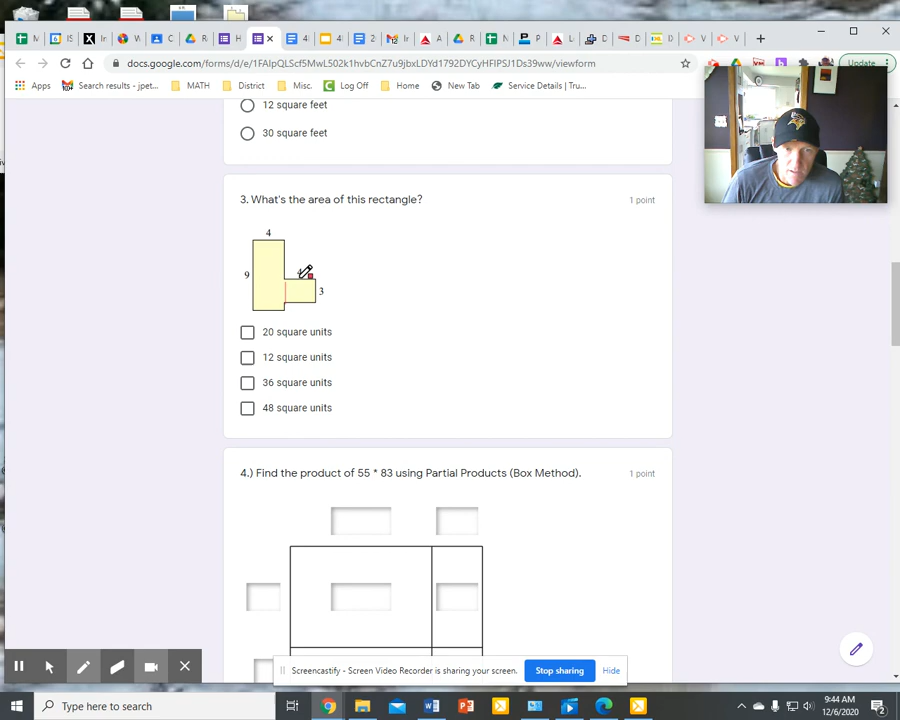 docs.google.com/forms/d/e/1FAIpQLScf5MwL502k1hvbCnZ7u9jbxLDYd1792DYCyHFIPSJ1Ds39ww/viewform
Update
Apps
Search results - jpet...
MATH
District
Misc.
Log Off
Home
New Tab
Service Details | Tru...
12 square feet
30 square feet
3. What's the area of this rectangle?
1 point
4
9
3
20 square units
12 square units
36 square units
48 square units
4.) Find the product of 55 * 83 using Partial Products (Box Method).
1 point
Screencastify - Screen Video Recorder is sharing your screen.
Stop sharing
Hide
Type here to search
9:44 AM
12/6/2020